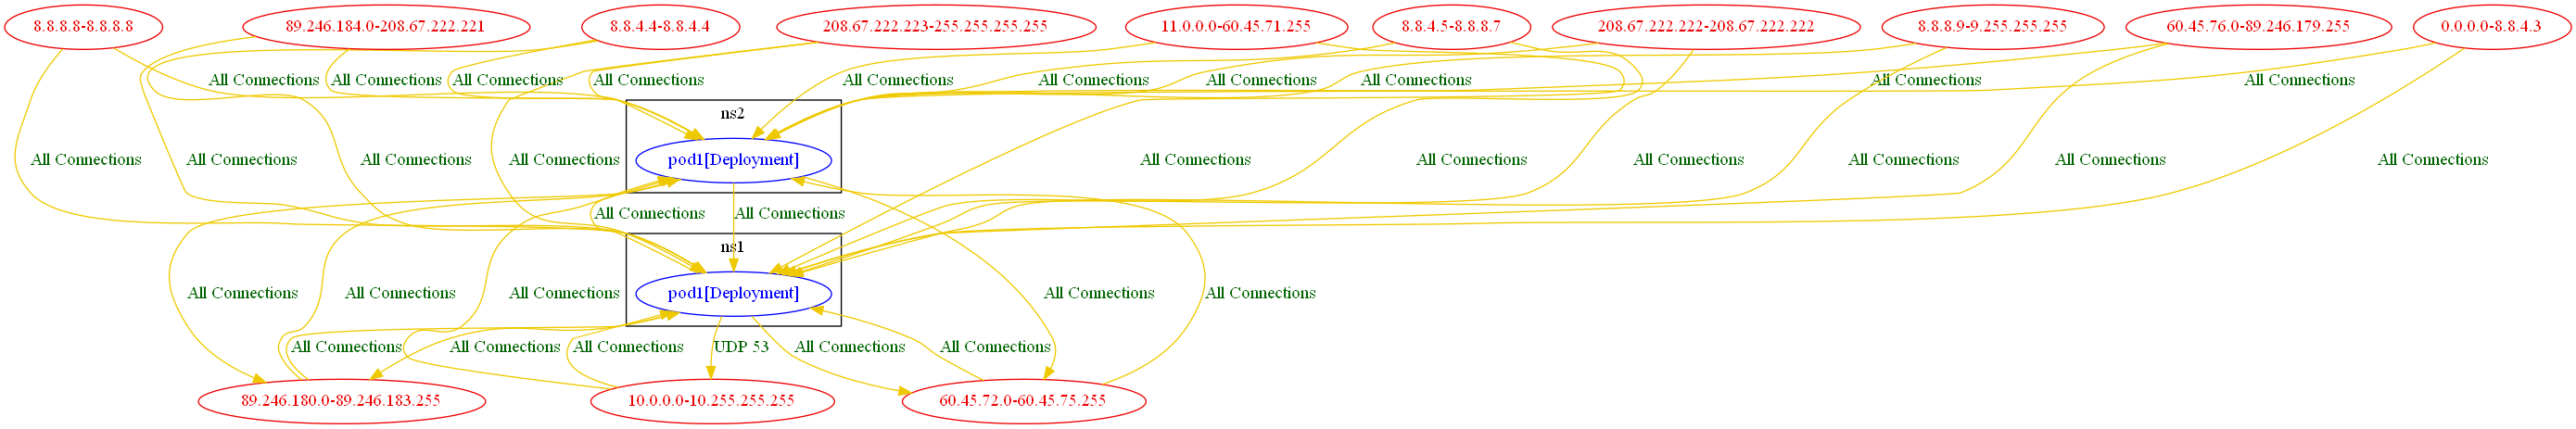 8.8.8.8-8.8.8.8
89.246.184.0-208.67.222.221
8.8.4.4-8.8.4.4
208.67.222.223-255.255.255.255
11.0.0.0-60.45.71.255
8.8.4.5-8.8.8.7
208.67.222.222-208.67.222.222
8.8.8.9-9.255.255.255
60.45.76.0-89.246.179.255
0.0.0.0-8.8.4.3
All Connections
All Connections
All Connections
All Connections
All Connections
All Connections
All Connections
All Connections
All Connections
All Connections
ns2
All Connections
All Connections
All Connections
All Connections
pod1[Deployment]
All Connections
All Connections
All Connections
All Connections
All Connections
All Connections
All Connections
All Connections
ns1
All Connections
All Connections
All Connections
pod1[Deployment]
All Connections
All Connections
All Connections
All Connections
All Connections
UDP 53
All Connections
All Connections
89.246.180.0-89.246.183.255
10.0.0.0-10.255.255.255
60.45.72.0-60.45.75.255